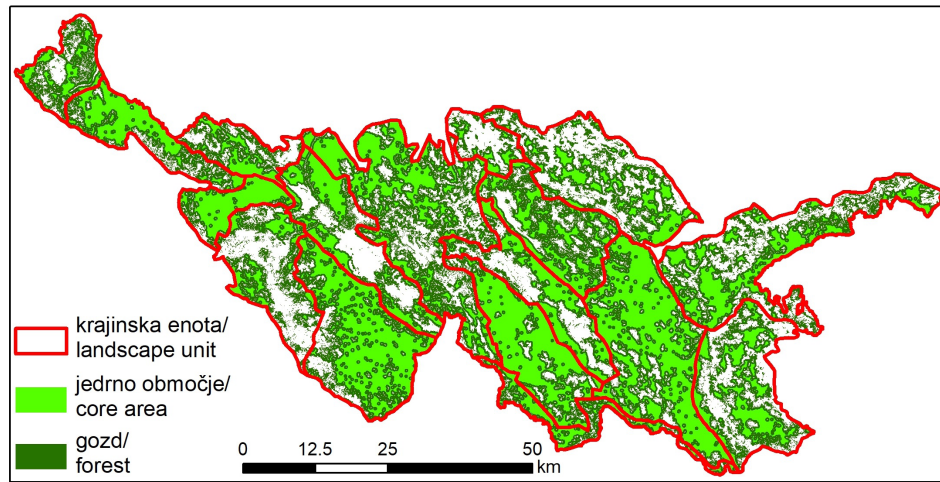 krajinska enota/
landscape unit
jedrno območje/
core area
gozd/
forest
0 12.5 25 50
km